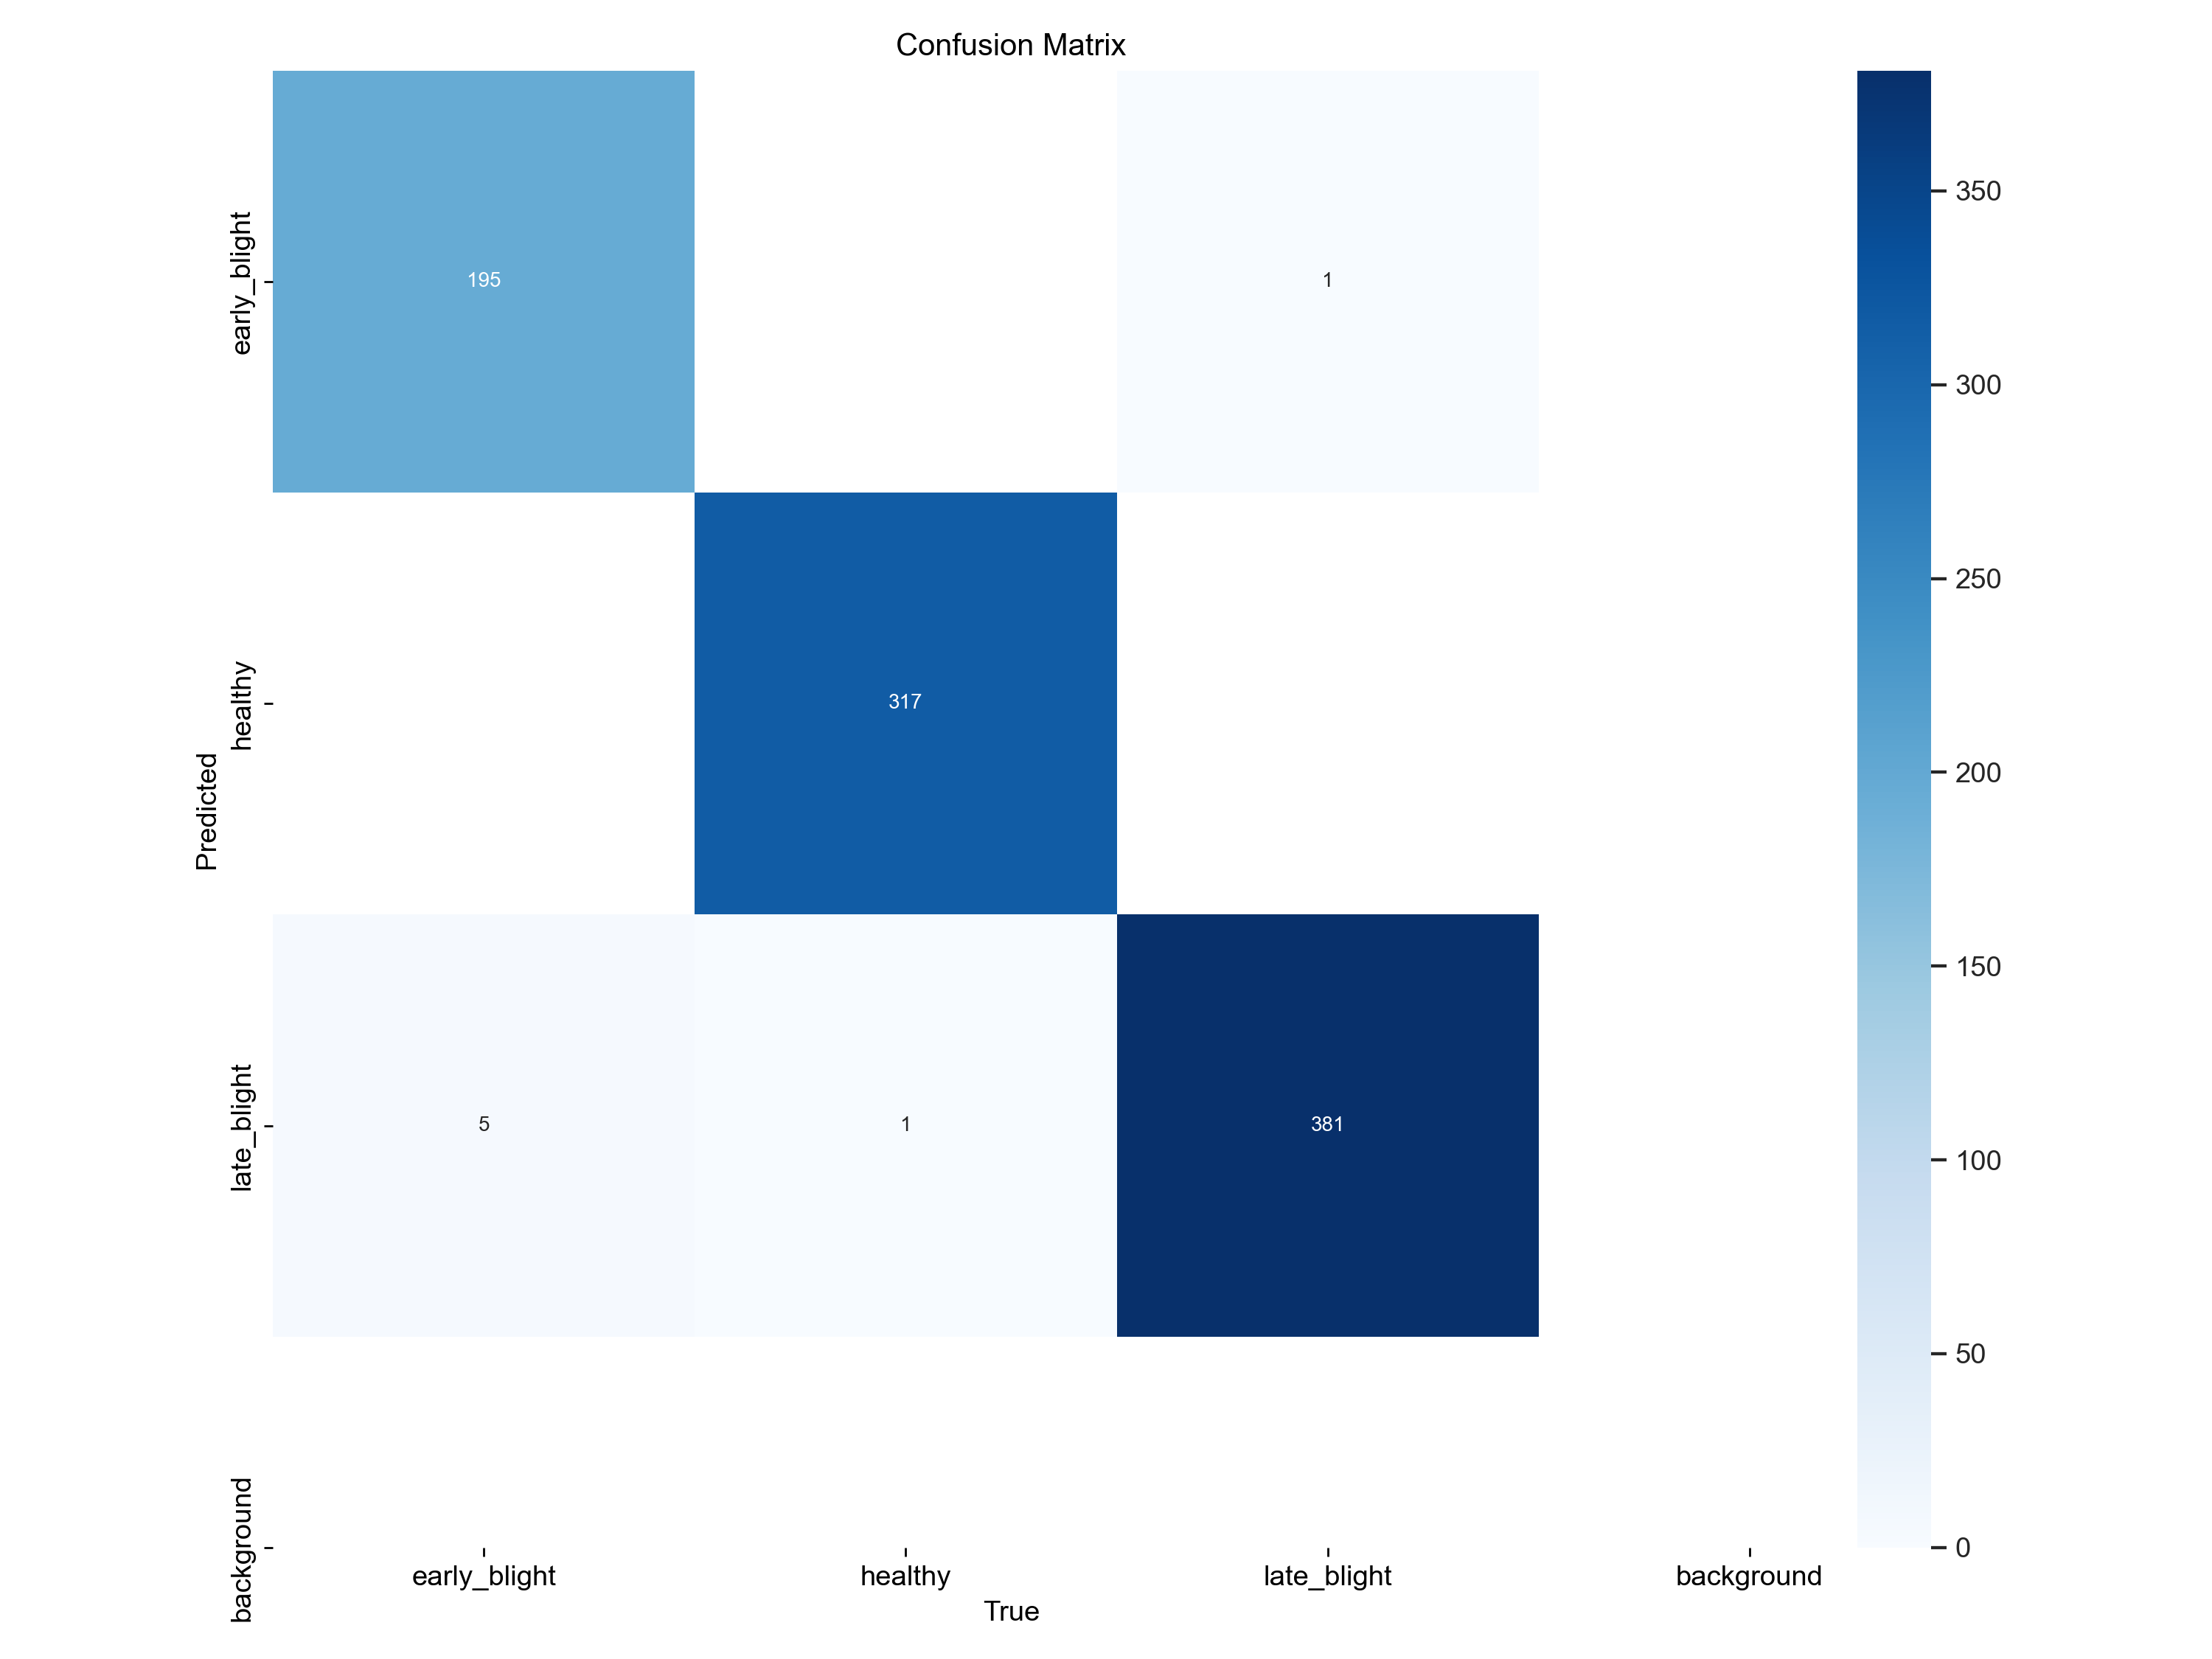 Confusion Matrix
early_blight
195
1
healthy
317
late_blight
5
1
381
background
Predicted
early_blight
healthy
late_blight
background
True
350
300
250
200
150
100
50
0